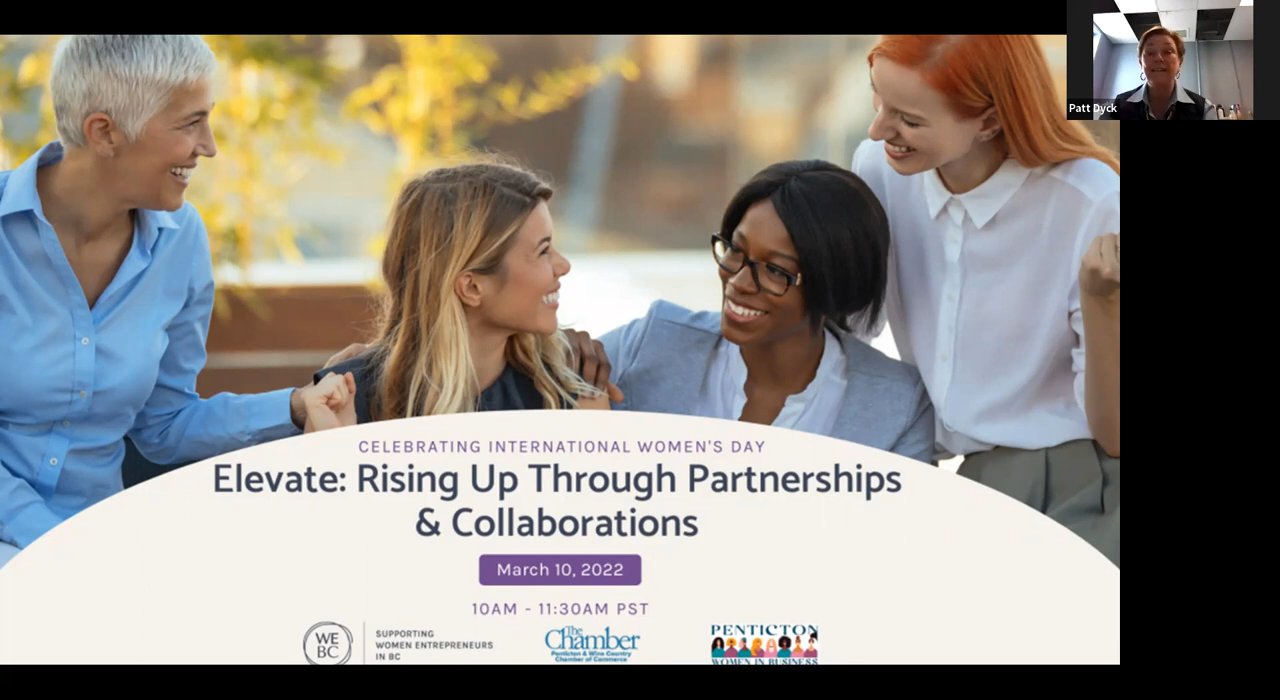 Patt Dyck
CELEBRATING INTERNATIONAL WOMEN'S DAY
Elevate: Rising Up Through Partnerships
& Collaborations
March 10, 2022
10AM - 11:30AM PST
WE
BC
SUPPORTING
WOMEN ENTREPRENEURS
IN BC
The
Chamber
Penticton & Wine Country
Chamber of Commerce
PENTICTON
WOMEN IN BUSINESS